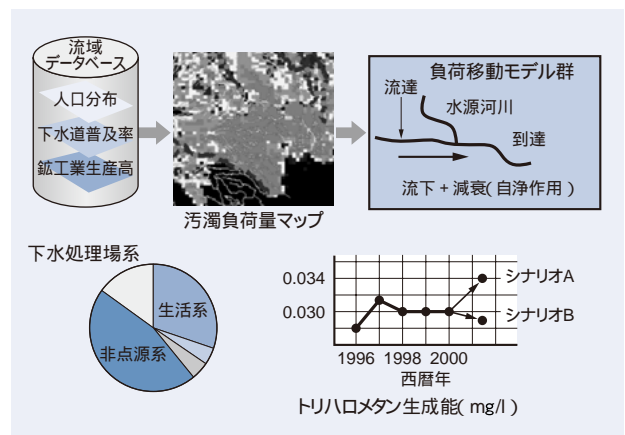 流域
データベース
人口分布
下水道普及率
鉱工業生産高
汚濁負荷量マップ
負荷移動モデル群
流達
水源河川
到達
流下+減衰(自浄作用)
下水処理場系
生活系
非点源系
0.034
0.030
シナリオA
シナリオB
1996 1998 2000
西暦年
トリハロメタン生成能(mg/l)